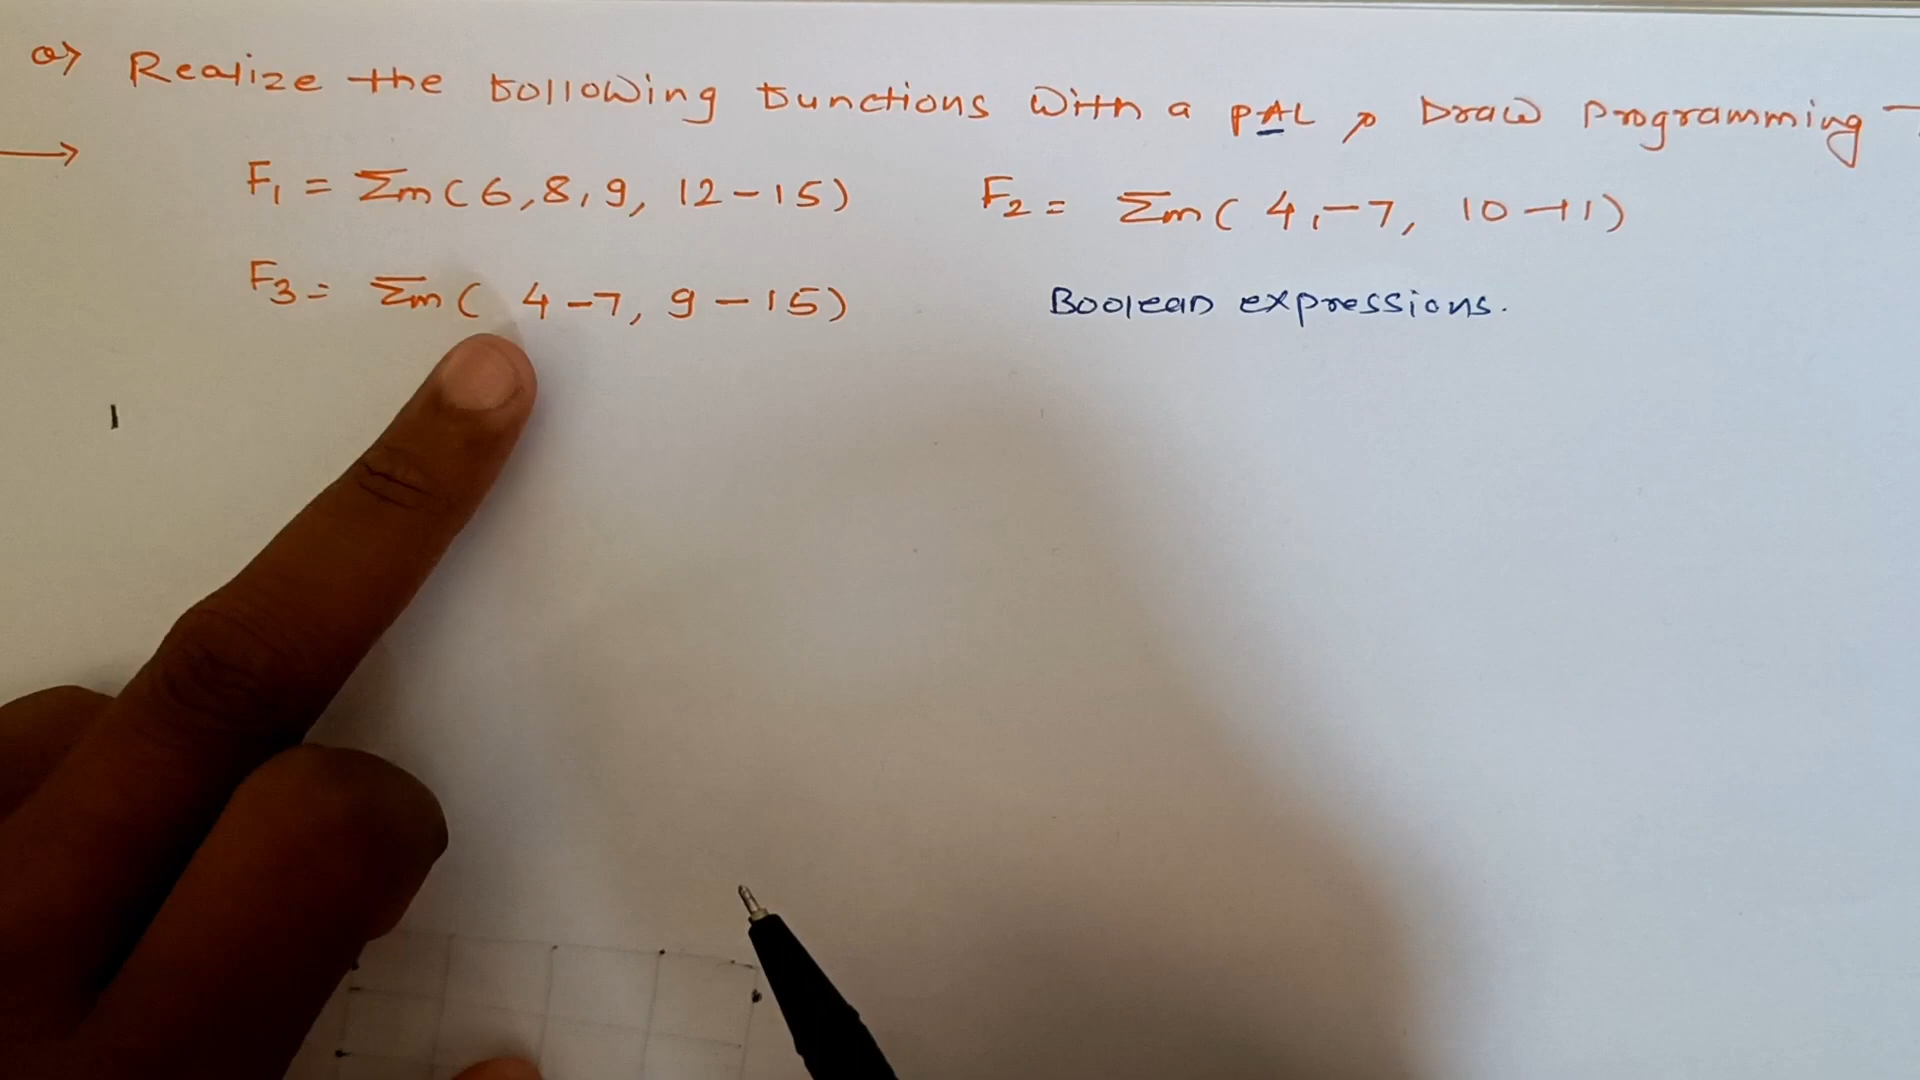 Q) Realize the following functions with a PAL, Draw programming
→ F1 = Σm(6,8,9, 12-15) F2 = Σm( 4,-7, 10-11)
F3 = Σm( 4-7, 9-15) Boolean expressions.